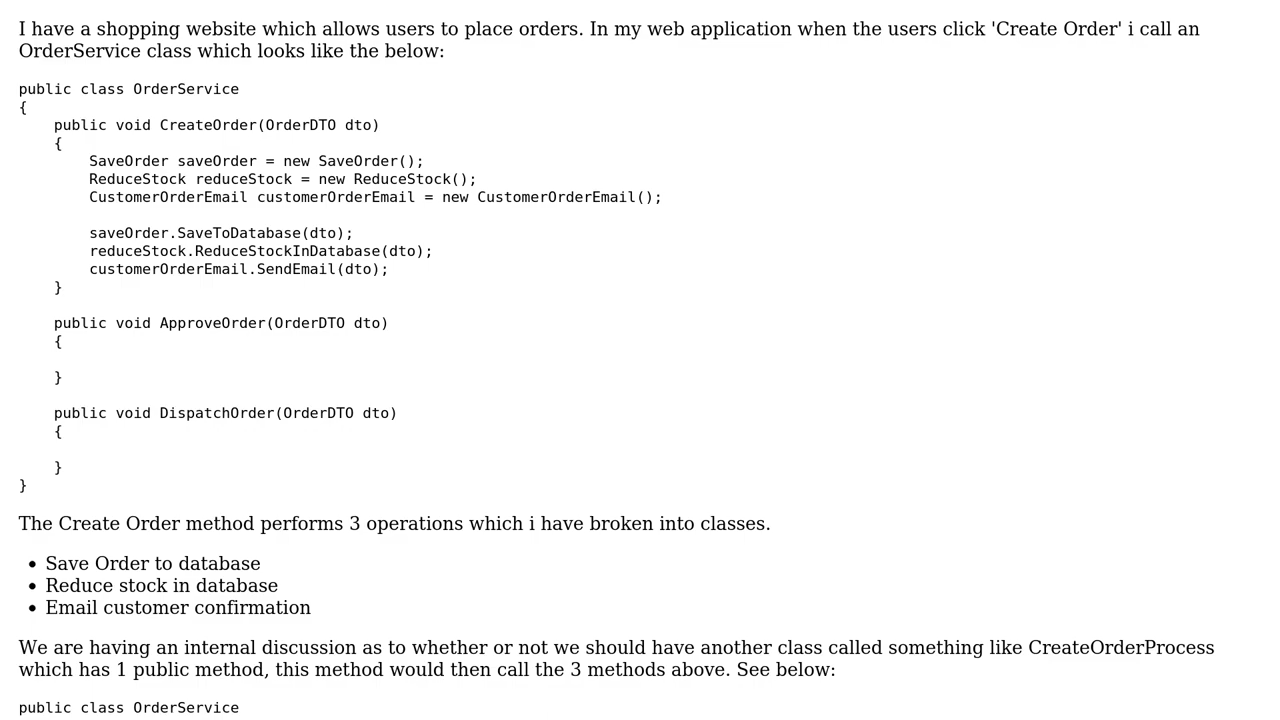 I have a shopping website which allows users to place orders. In my web application when the users click 'Create Order' i call an
OrderService class which looks like the below:
public class OrderService
{
    public void CreateOrder(OrderDTO dto)
    {
        SaveOrder saveOrder = new SaveOrder();
        ReduceStock reduceStock = new ReduceStock();
        CustomerOrderEmail customerOrderEmail = new CustomerOrderEmail();

        saveOrder.SaveToDatabase(dto);
        reduceStock.ReduceStockInDatabase(dto);
        customerOrderEmail.SendEmail(dto);
    }

    public void ApproveOrder(OrderDTO dto)
    {

    }

    public void DispatchOrder(OrderDTO dto)
    {

    }
}
The Create Order method performs 3 operations which i have broken into classes.
• Save Order to database
• Reduce stock in database
• Email customer confirmation
We are having an internal discussion as to whether or not we should have another class called something like CreateOrderProcess
which has 1 public method, this method would then call the 3 methods above. See below:
public class OrderService